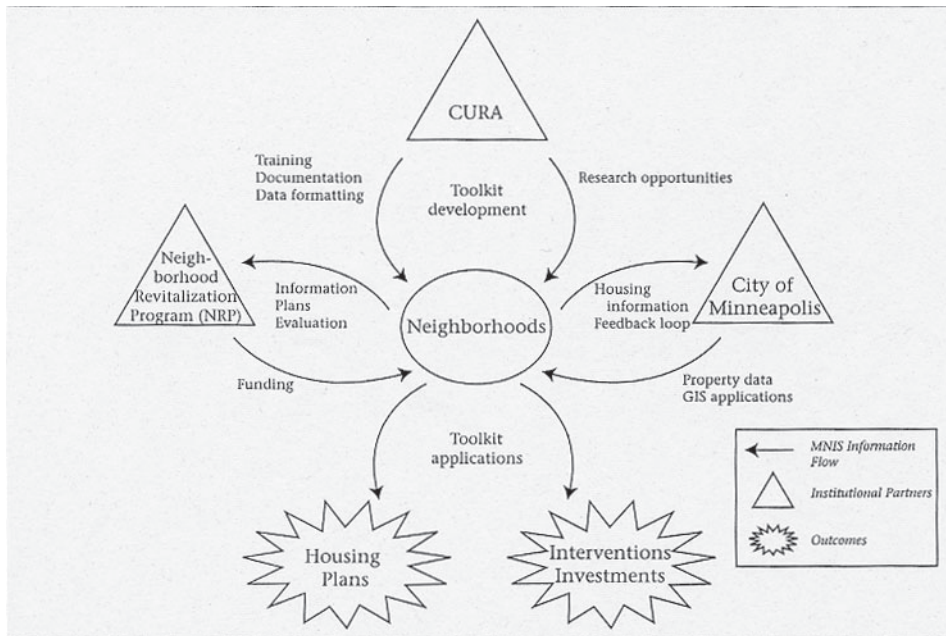 CURA
Training
Documentation
Data formatting
Toolkit
development
Research opportunities
Neigh-
borhood
Revitalization
Program (NRP)
Information
Plans
Evaluation
Neighborhoods
Housing
information
Feedback loop
City of
Minneapolis
Funding
Property data
GIS applications
Toolkit
applications
MNIS Information
Flow
Institutional Partners
Outcomes
Housing
Plans
Interventions
Investments